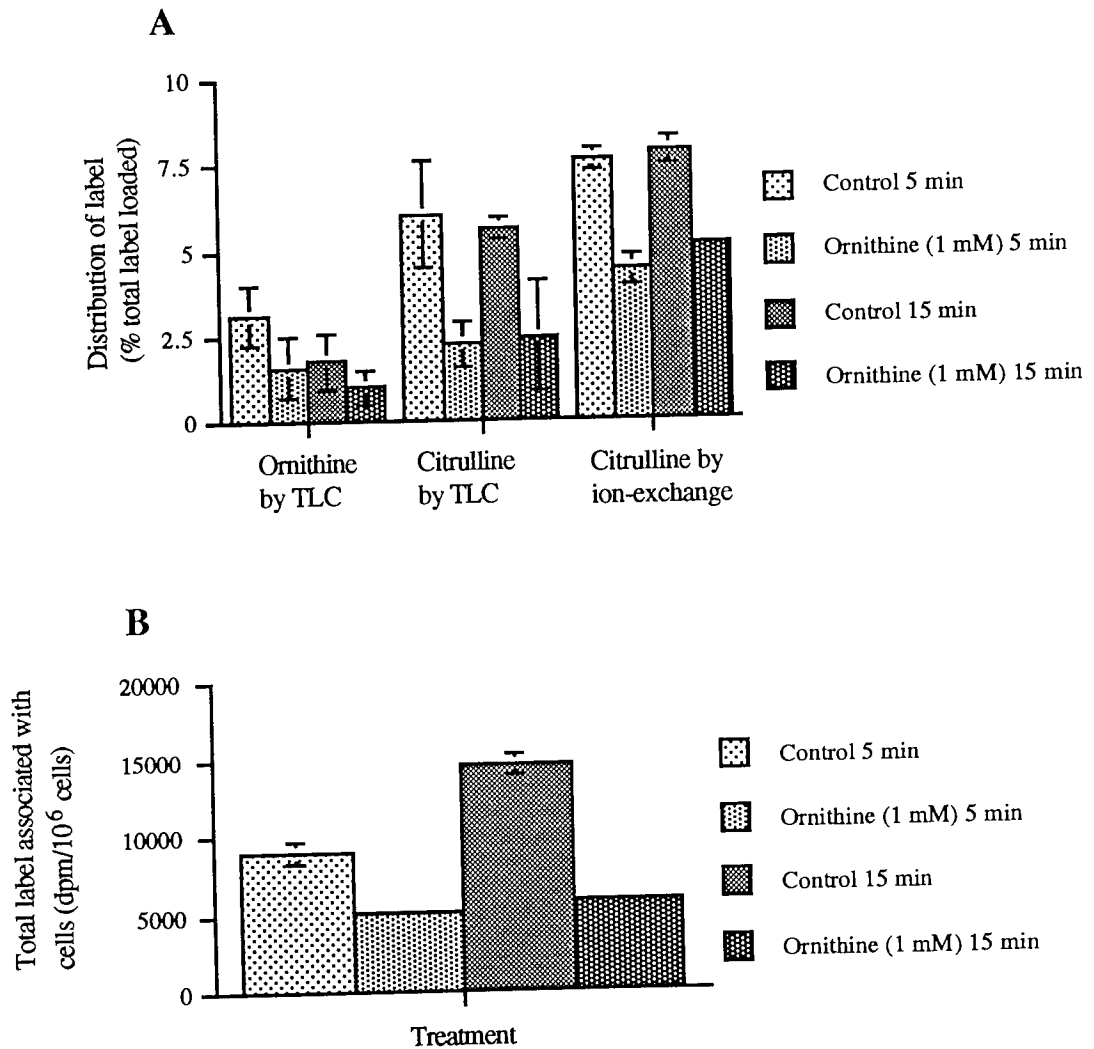 A
Distribution of label
(% total label loaded)
10
7.5
5
2.5
0
Ornithine
by TLC
Citrulline
by TLC
Citrulline by
ion-exchange
Control 5 min
Ornithine (1 mM) 5 min
Control 15 min
Ornithine (1 mM) 15 min
B
Total label associated with
cells (dpm/10⁶ cells)
20000
15000
10000
5000
0
Treatment
Control 5 min
Ornithine (1 mM) 5 min
Control 15 min
Ornithine (1 mM) 15 min